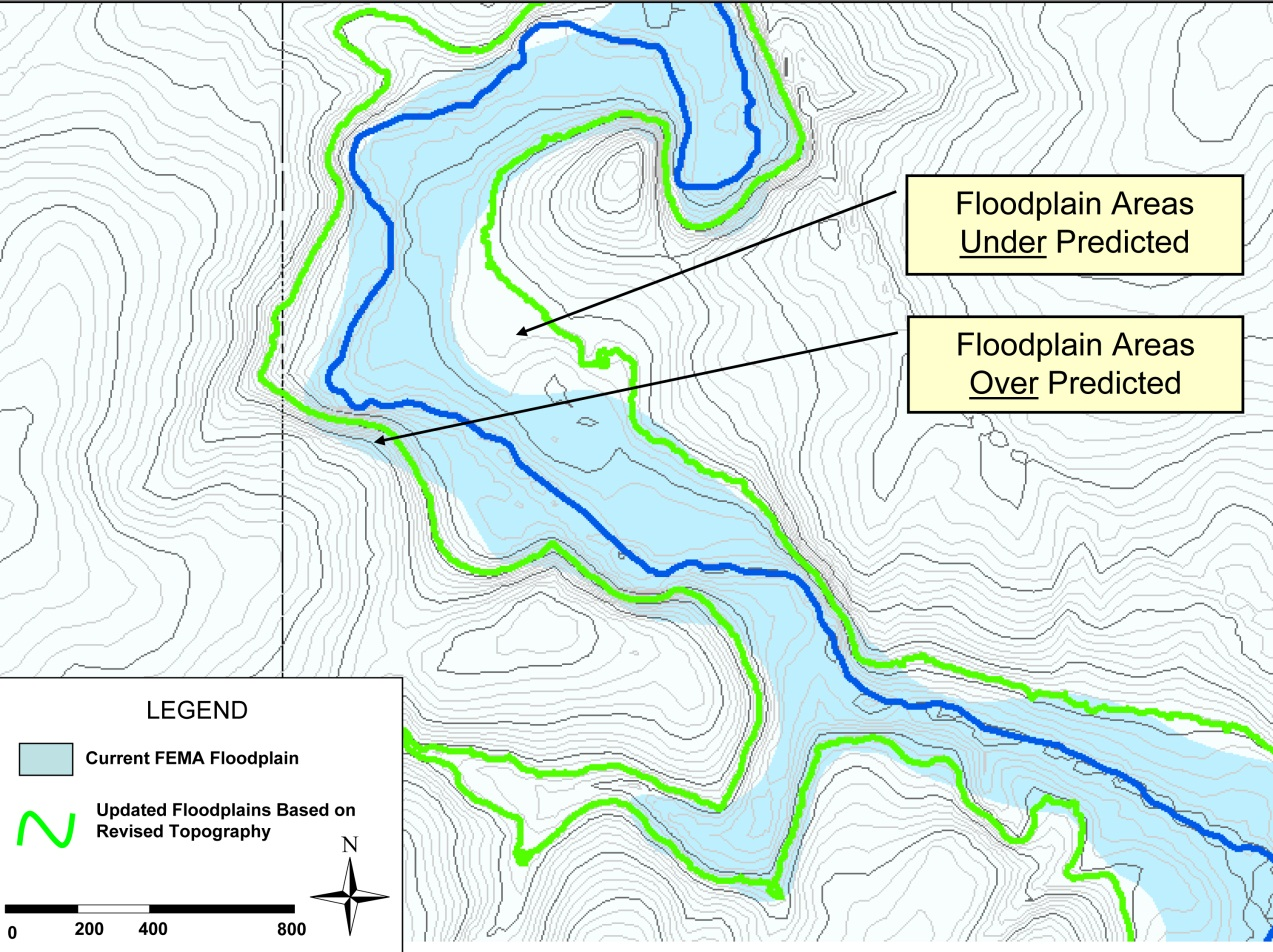 Floodplain Areas
Under Predicted
Floodplain Areas
Over Predicted
LEGEND
Current FEMA Floodplain
Updated Floodplains Based on
Revised Topography
N
0 200 400 800